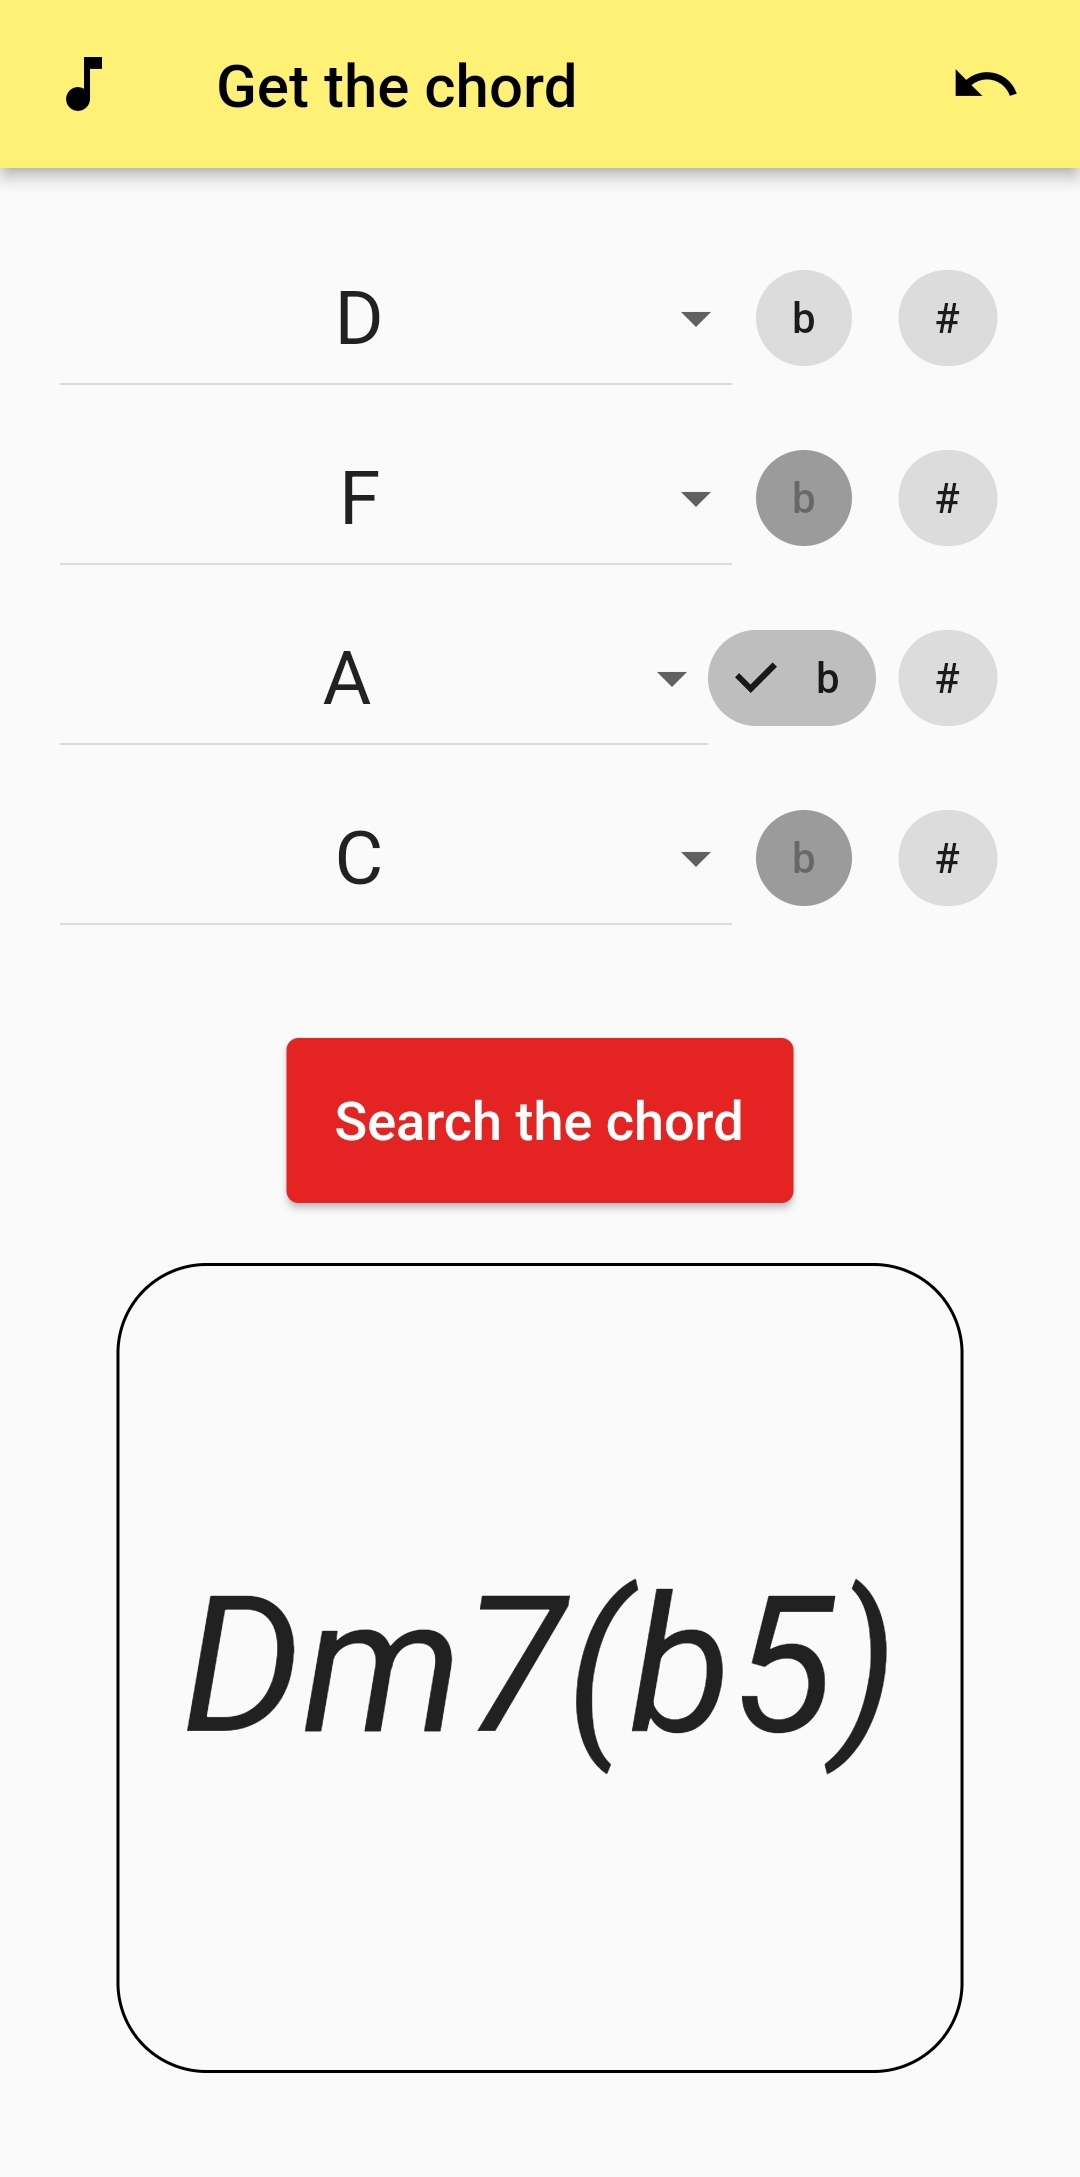 Get the chord
D b #
F b #
A b #
C b #
Search the chord
Dm7(b5)